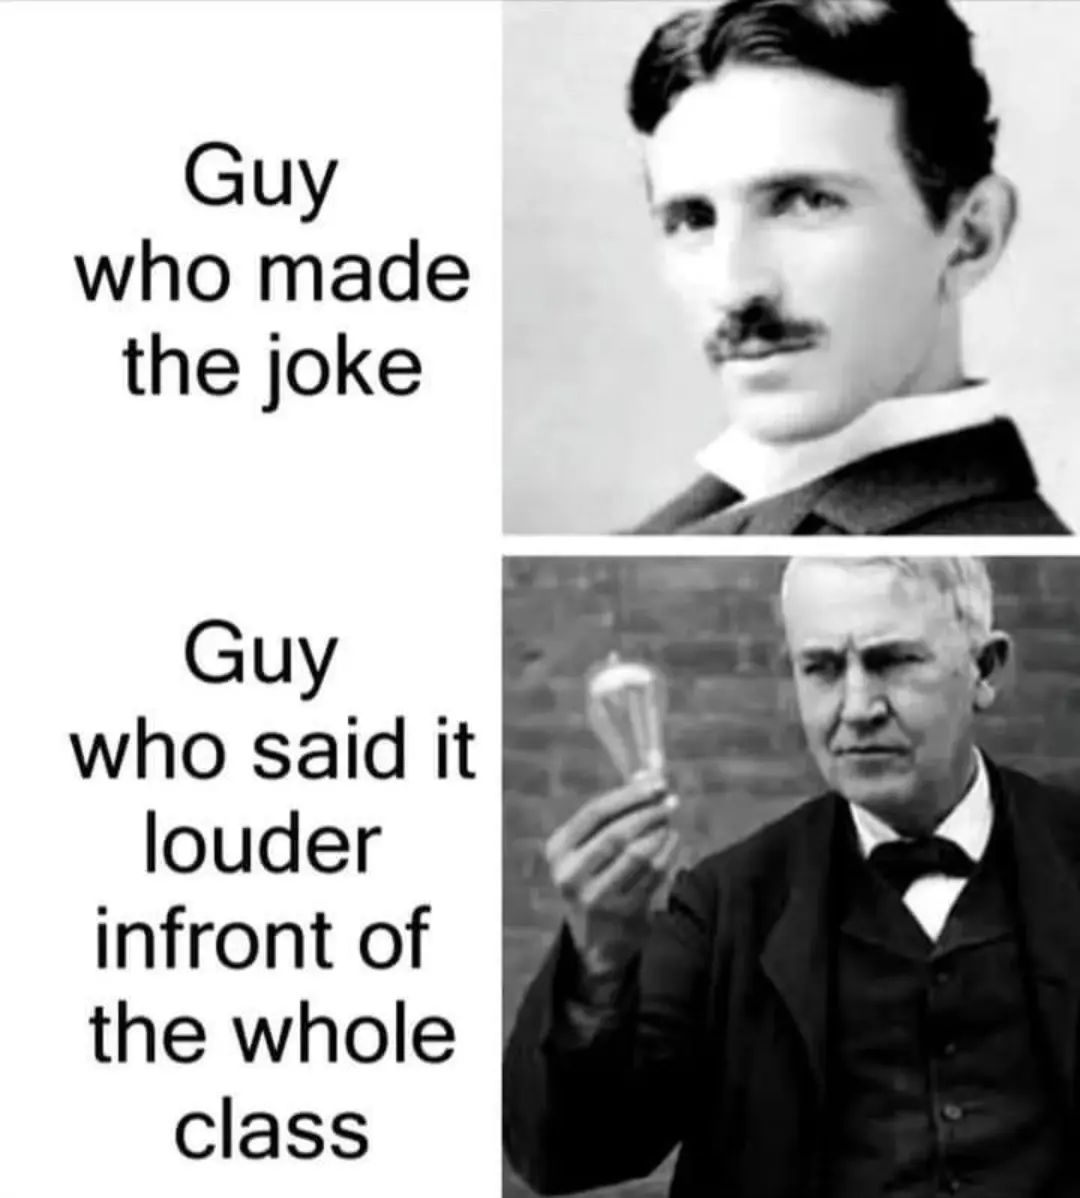 Guy
who made
the joke
Guy
who said it
louder
infront of
the whole
class